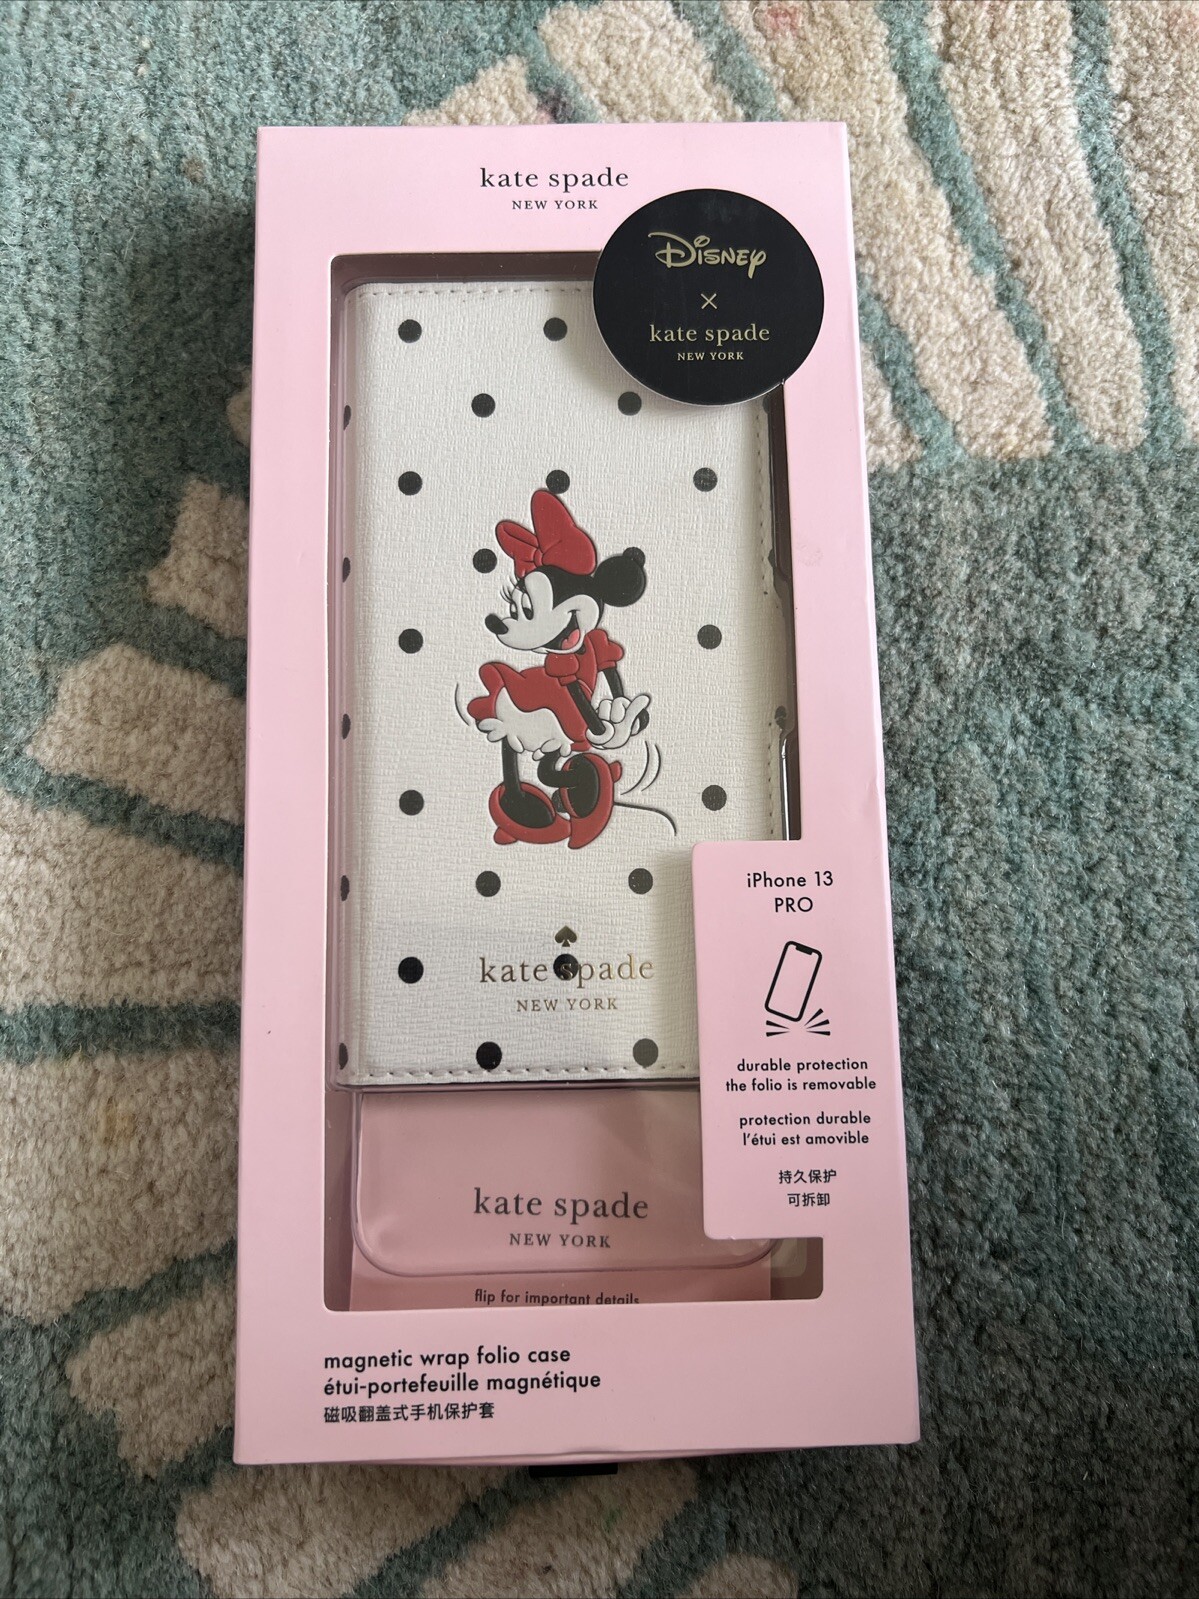 kate spade
NEW YORK
Disney
×
kate spade
NEW YORK
kate spade
NEW YORK
iPhone 13
PRO
durable protection
the folio is removable
protection durable
l'étui est amovible
持久保护
可拆卸
kate spade
NEW YORK
flip for important details
magnetic wrap folio case
étui-portefeuille magnétique
磁吸翻盖式手机保护套